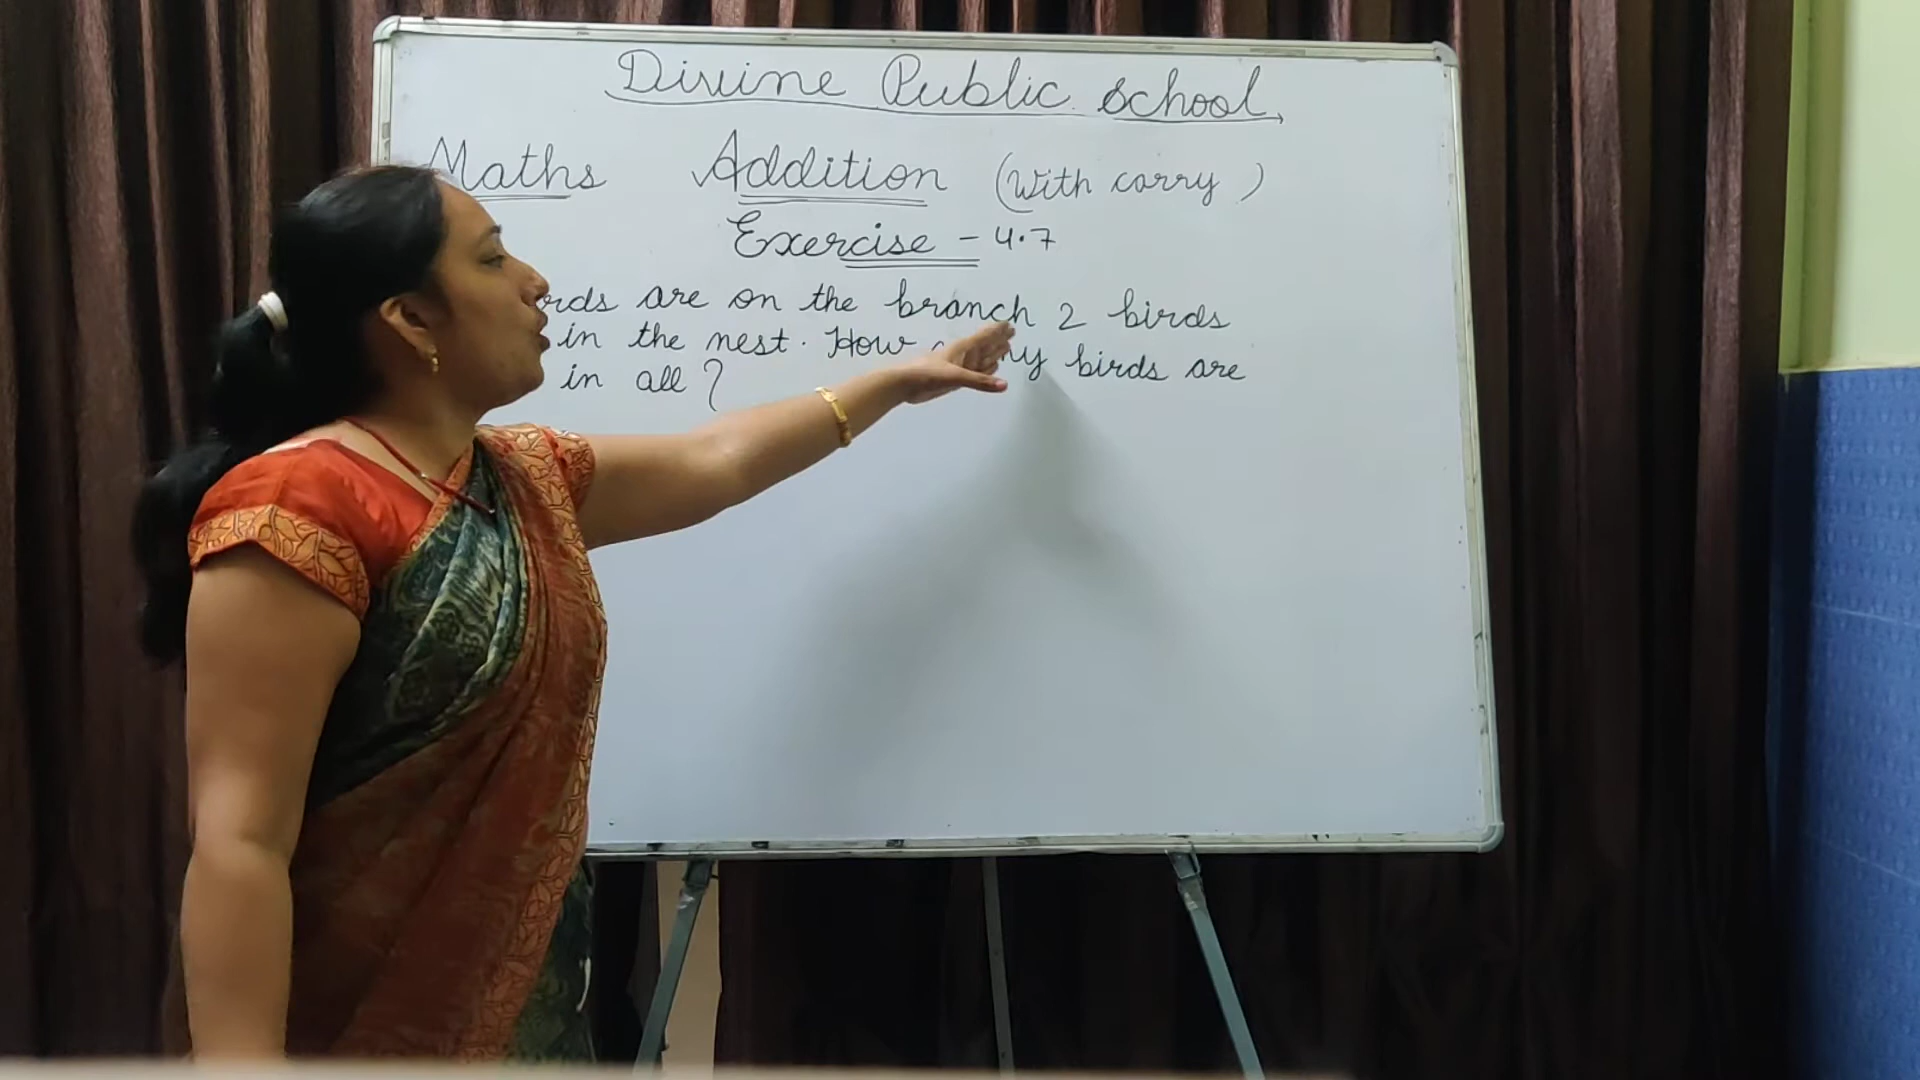 Divine Public School
Maths Addition (With carry)
Exercise - 4.7
are on the branch 2 birds
in the nest. How birds are
in all ?